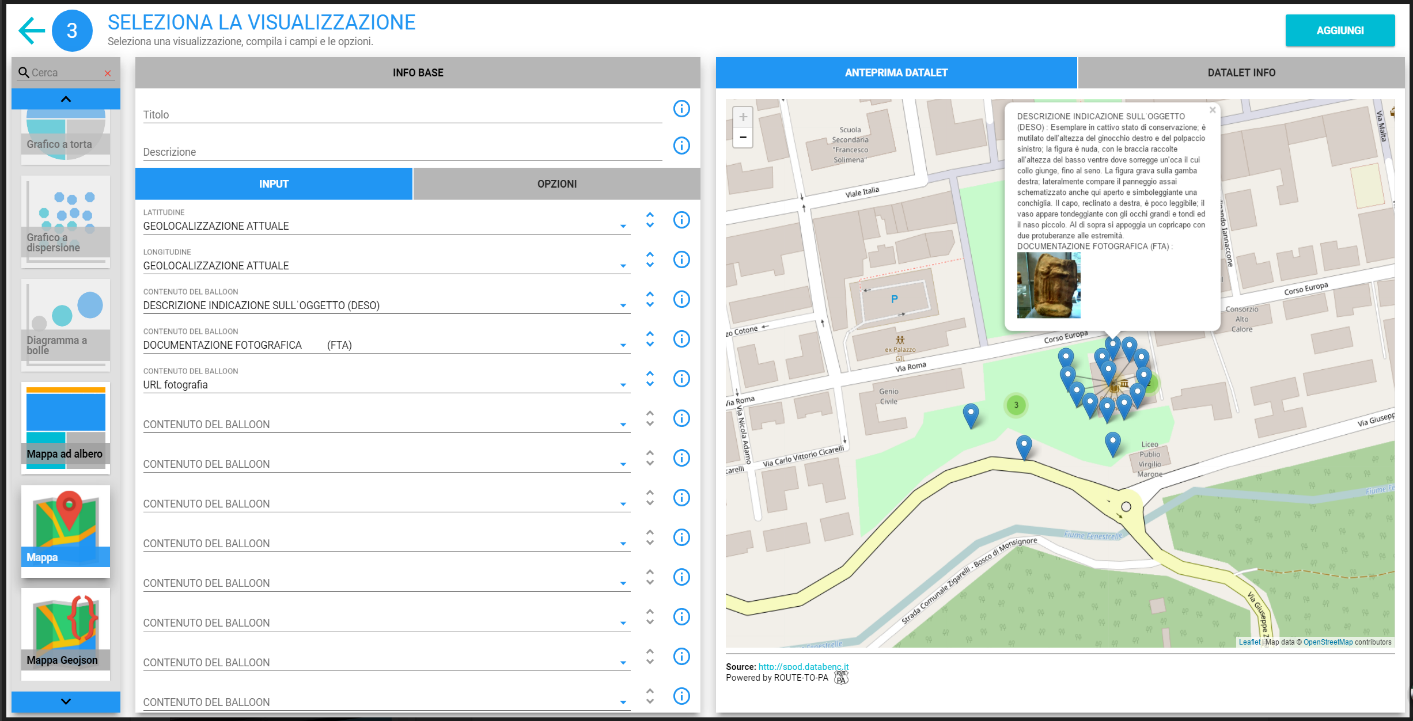 3
SELEZIONA LA VISUALIZZAZIONE
Seleziona una visualizzazione, compila i campi e le opzioni.
AGGIUNGI
Cerca
Grafico a torta
Grafico a
dispersione
Diagramma a
bolle
Mappa ad albero
Mappa
Mappa Geojson
INFO BASE
Titolo
Descrizione
INPUT
OPZIONI
LATITUDINE
GEOLOCALIZZAZIONE ATTUALE
LONGITUDINE
GEOLOCALIZZAZIONE ATTUALE
CONTENUTO DEL BALLOON
DESCRIZIONE INDICAZIONE SULL´OGGETTO (DESO)
CONTENUTO DEL BALLOON
DOCUMENTAZIONE FOTOGRAFICA (FTA)
CONTENUTO DEL BALLOON
URL fotografia
CONTENUTO DEL BALLOON
CONTENUTO DEL BALLOON
CONTENUTO DEL BALLOON
CONTENUTO DEL BALLOON
CONTENUTO DEL BALLOON
CONTENUTO DEL BALLOON
CONTENUTO DEL BALLOON
CONTENUTO DEL BALLOON
ANTEPRIMA DATALET
DATALET INFO
+
−
DESCRIZIONE INDICAZIONE SULL´OGGETTO
(DESO) : Esemplare in cattivo stato di conservazione, é
mutilato dell'altezza del ginocchio destro e del polpaccio
sinistro; la figura é nuda, con le braccia raccolte
all'altezza del basso ventre dove sorregge un'oca il cui
collo giunge, fino al seno. La figura grava sulla gamba
destra; lateralmente compare il panneggio assai
schematizzato anche qui aperto e simboleggiante una
conchiglia. Il capo, reclinato a destra, é poco leggibile; il
vaso appare tondeggiante con gli occhi grandi e tondi ed
il naso piccolo. Al di sopra si appoggia un copricapo con
due protuberanze alle estremità.
DOCUMENTAZIONE FOTOGRAFICA (FTA) :
Scuola
Secondaria
"Francesco
Solimena
Viale Italia
Via Malta
P
zo Cotone
ex Palazzo
GIL
Corso Europa
Corso Europa
Consorzio
Alto
Calore
Via Roma
Via Roma
Genio
Civile
Via Nicola Adamo
Via Carlo Vittorio Cicarelli
3
Liceo
Publio
Virgilio
Marone
Via Giusepp
Strada Comunale Zigarelli - Bosco di Monsignore
Via Giuseppe Z
Leaflet | Map data © OpenStreetMap contributors
Source: http://spod.databenc.it
Powered by ROUTE-TO-PA